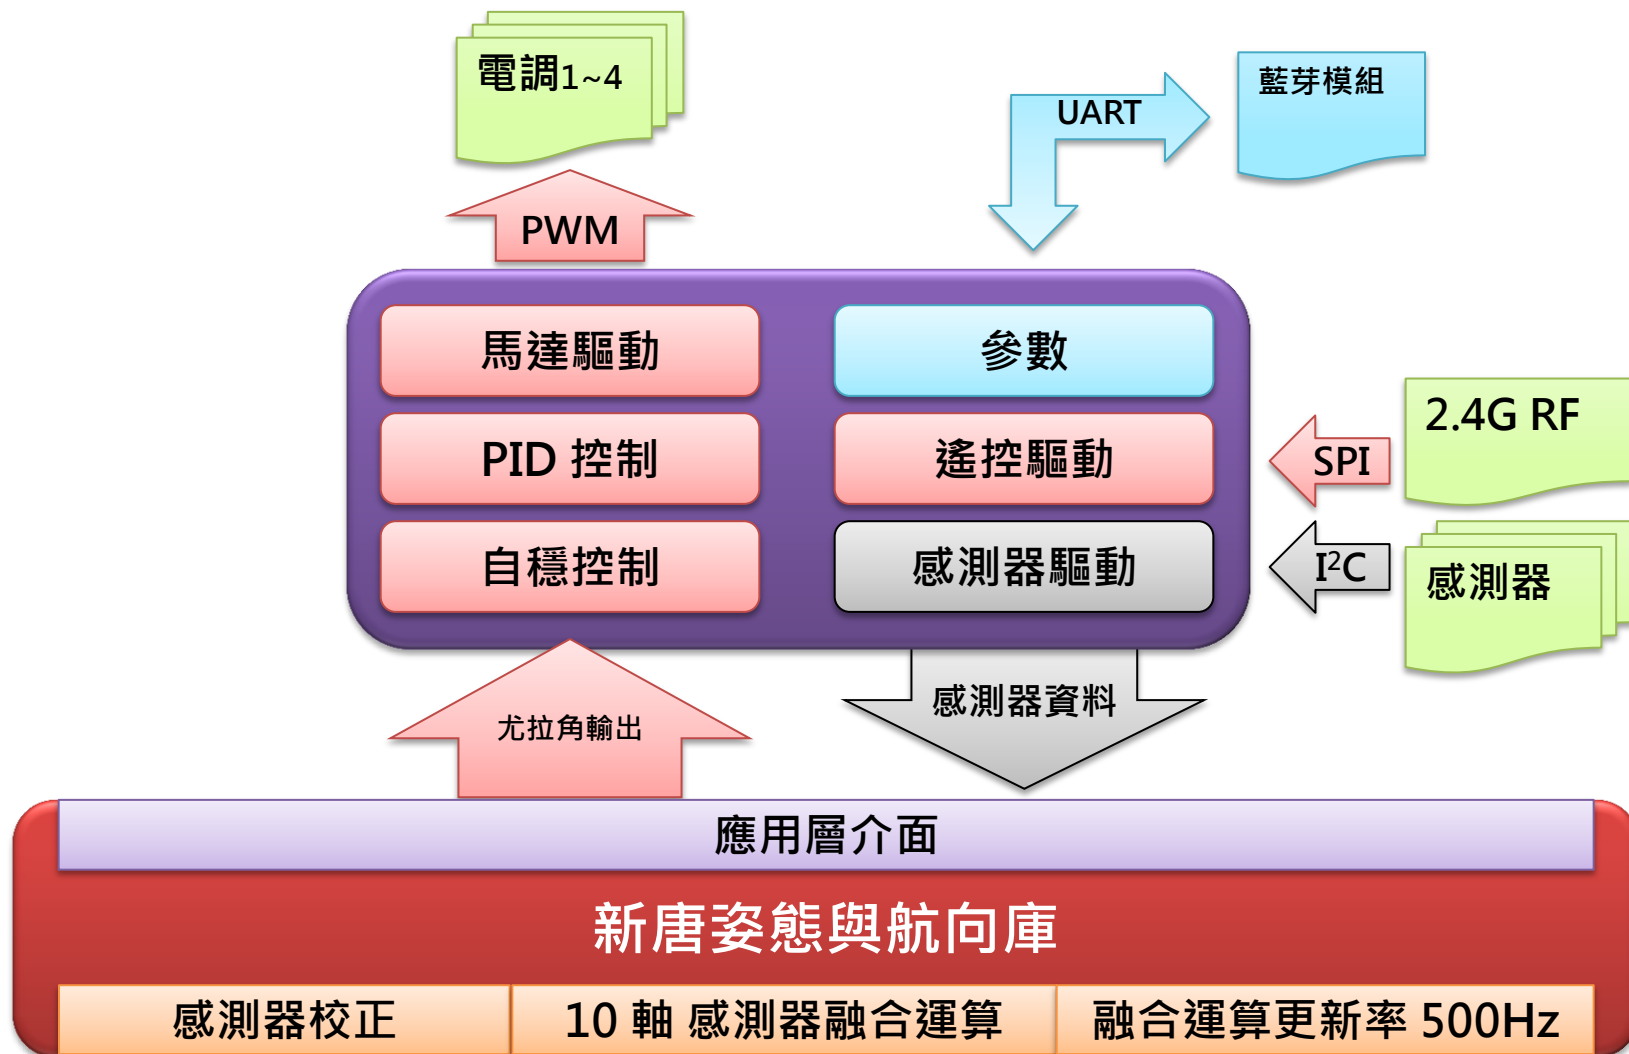 電調1~4
UART
藍芽模組
PWM
馬達驅動
參數
PID 控制
遙控驅動
SPI
2.4G RF
自穩控制
感測器驅動
I²C
感測器
尤拉角輸出
感測器資料
應用層介面
新唐姿態與航向庫
感測器校正
10 軸 感測器融合運算
融合運算更新率 500Hz